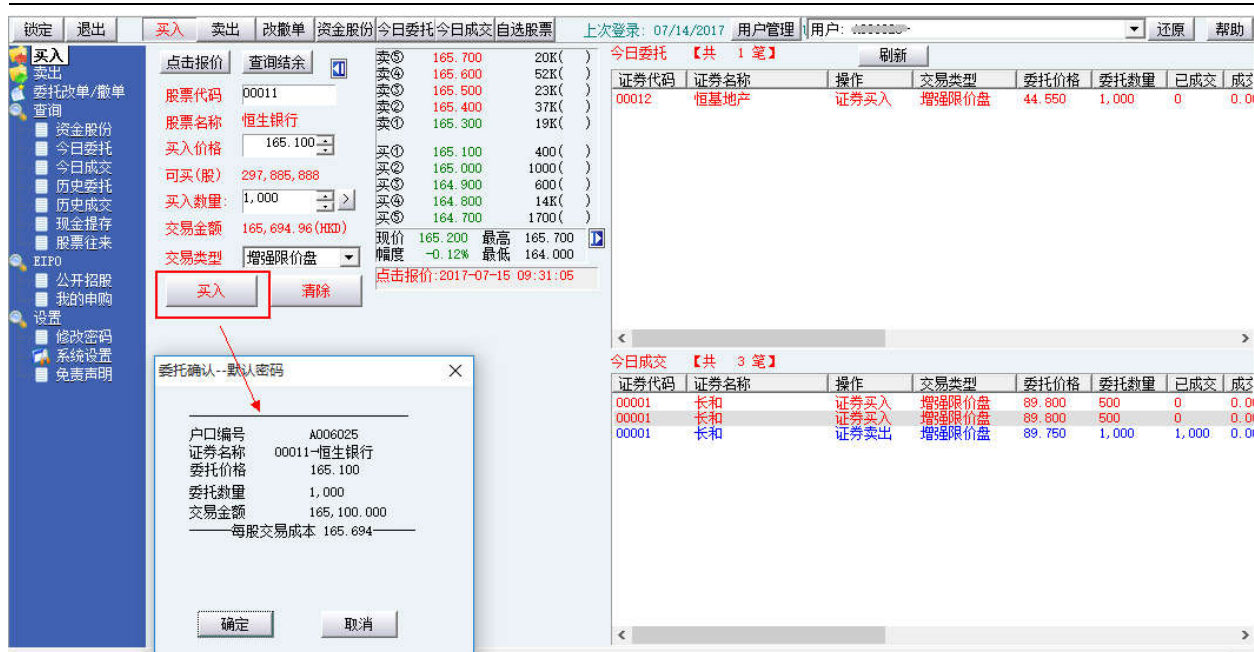 锁定 退出 买入 卖出 改撤单 资金股份 今日委托 今日成交 自选股票 上次登录: 07/14/2017 用户管理 用户: 还原 帮助
买入
卖出
委托改单/撤单
查询
资金股份
今日委托
今日成交
历史委托
历史成交
现金提存
股票往来
EIPO
公开招股
我的申购
设置
修改密码
系统设置
免责声明
点击报价 查询结余
股票代码 00011
股票名称 恒生银行
买入价格 165.100
可买(股) 297,885,888
买入数量: 1,000 >
交易金额 165,694.96(HKD)
交易类型 增强限价盘
买入 清除
卖⑤ 165.700 20K( )
卖④ 165.600 52K( )
卖③ 165.500 23K( )
卖② 165.400 37K( )
卖① 165.300 19K( )
买① 165.100 400( )
买② 165.000 1000( )
买③ 164.900 600( )
买④ 164.800 14K( )
买⑤ 164.700 1700( )
现价 165.200 最高 165.700
幅度 -0.12% 最低 164.000
点击报价:2017-07-15 09:31:05
委托确认--默认密码
户口编号 A006025
证券名称 00011-恒生银行
委托价格 165.100
委托数量 1,000
交易金额 165,100.000
每股交易成本 165.694
确定 取消
今日委托 【共 1 笔】 刷新
证券代码 证券名称 操作 交易类型 委托价格 委托数量 已成交
00012 恒基地产 证券买入 增强限价盘 44.550 1,000 0 0.0
今日成交 【共 3 笔】
证券代码 证券名称 操作 交易类型 委托价格 委托数量 已成交
00001 长和 证券买入 增强限价盘 89.800 500 0 0.0
00001 长和 证券买入 增强限价盘 89.800 500 0 0.0
00001 长和 证券卖出 增强限价盘 89.750 1,000 1,000 0.0